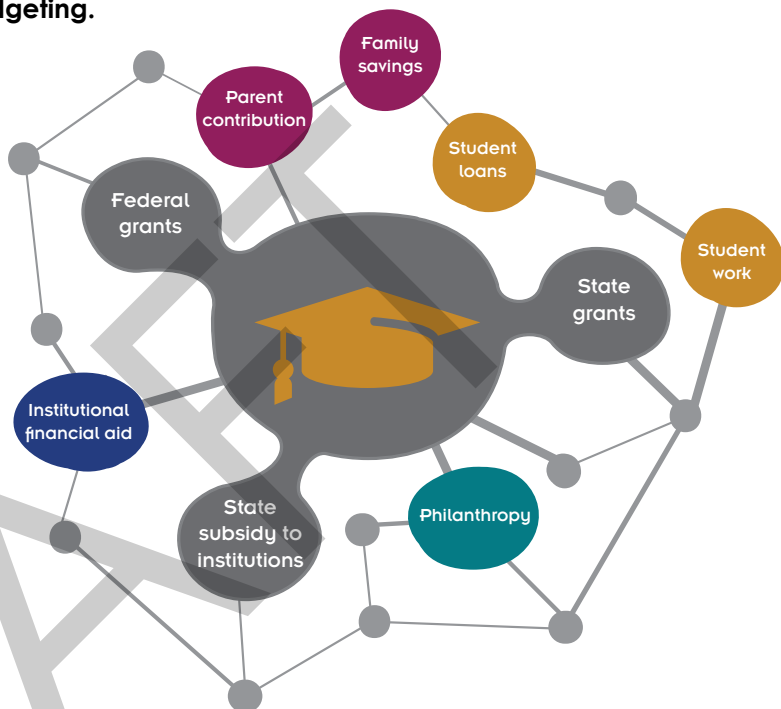 dgeting.
Family
savings
Parent
contribution
Student
loans
Federal
grants
Student
work
State
grants
Institutional
financial aid
Philanthropy
State
subsidy to
institutions